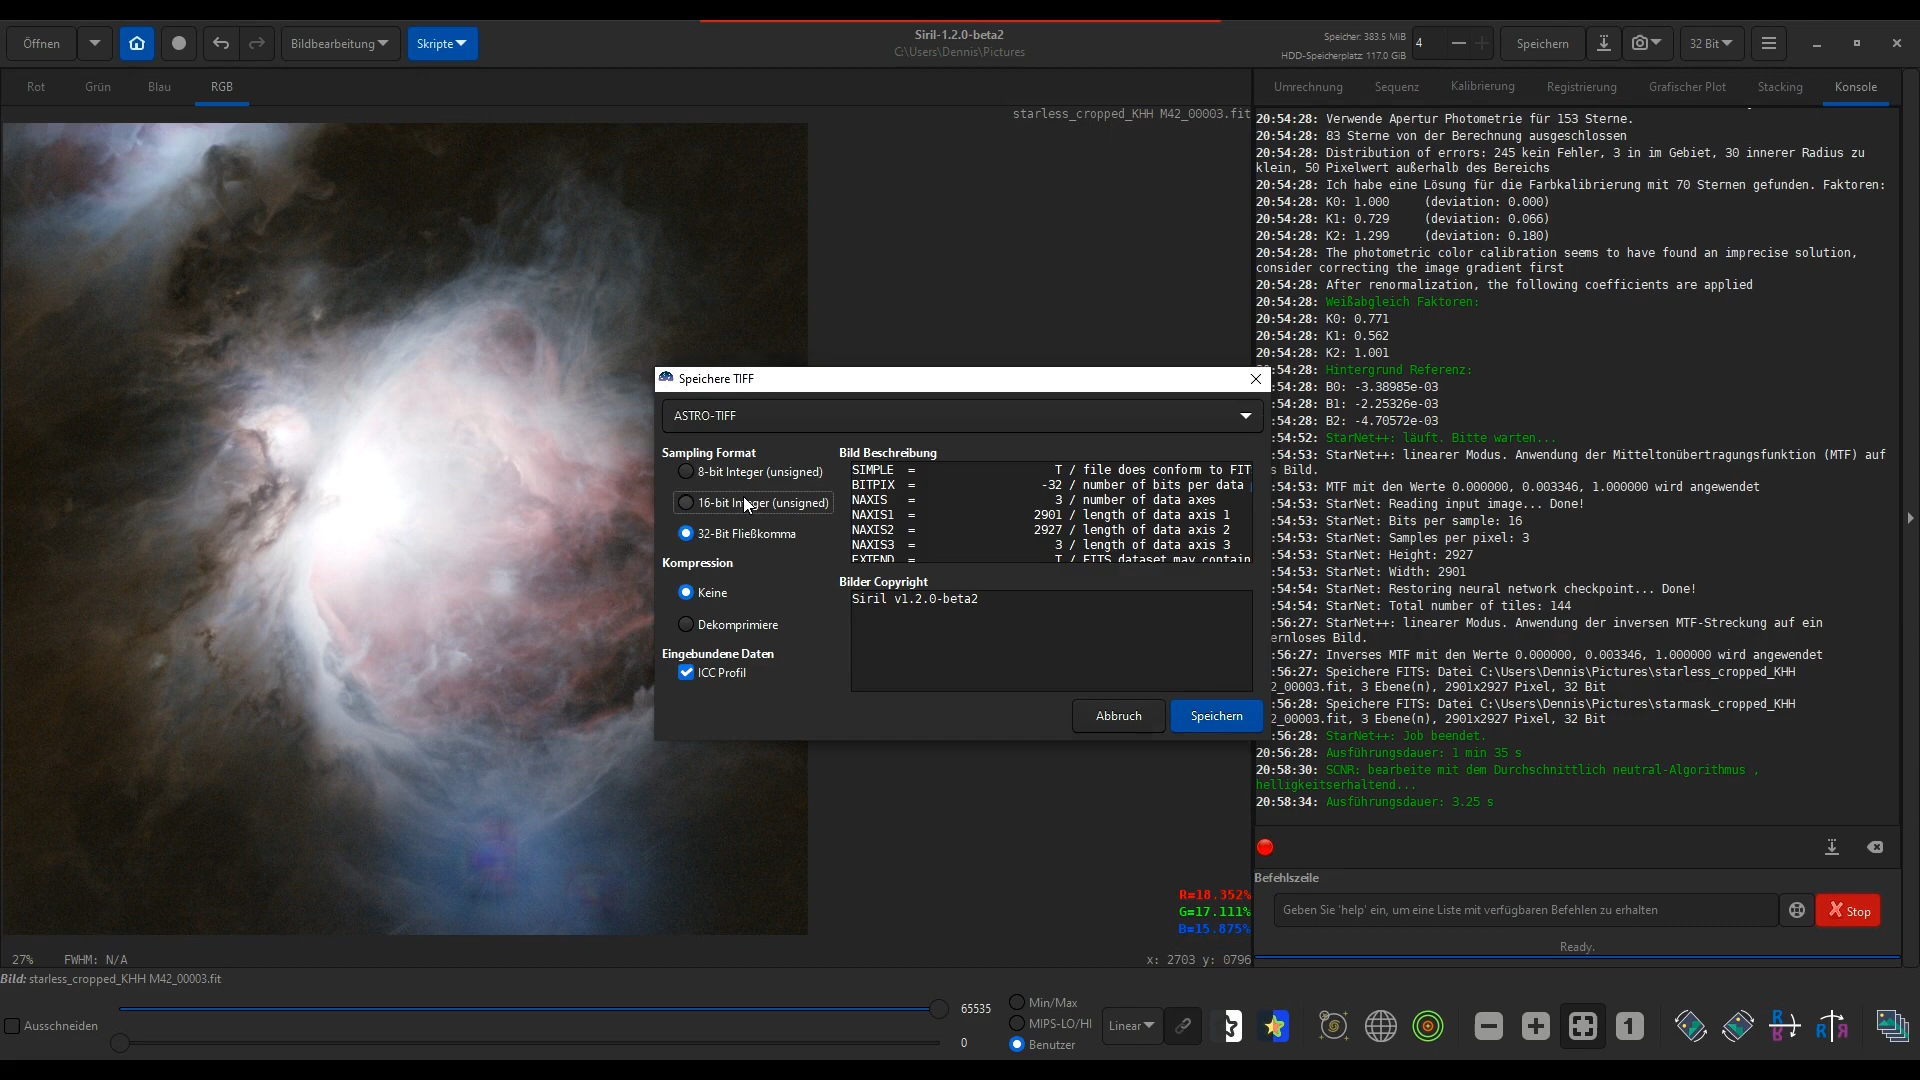 Öffnen
Bildbearbeitung
Skripte
Siril-1.2.0-beta2
C:\Users\Dennis\Pictures
Speicher: 383.5 MiB
HDD-Speicherplatz: 117.0 GiB
4
Speichern
32 Bit
Rot
Grün
Blau
RGB
Umrechnung
Sequenz
Kalibrierung
Registrierung
Grafischer Plot
Stacking
Konsole
starless_cropped_KHH M42_00003.fit
20:54:28: Verwende Apertur Photometrie für 153 Sterne.
20:54:28: 83 Sterne von der Berechnung ausgeschlossen
20:54:28: Distribution of errors: 245 kein Fehler, 3 in im Gebiet, 30 innerer Radius zu
klein, 50 Pixelwert außerhalb des Bereichs
20:54:28: Ich habe eine Lösung für die Farbkalibrierung mit 70 Sternen gefunden. Faktoren:
20:54:28: K0: 1.000 (deviation: 0.000)
20:54:28: K1: 0.729 (deviation: 0.066)
20:54:28: K2: 1.299 (deviation: 0.180)
20:54:28: The photometric color calibration seems to have found an imprecise solution,
consider correcting the image gradient first
20:54:28: After renormalization, the following coefficients are applied
20:54:28: Weißabgleich Faktoren:
20:54:28: K0: 0.771
20:54:28: K1: 0.562
20:54:28: K2: 1.001
:54:28: Hintergrund Referenz:
:54:28: B0: -3.38985e-03
:54:28: B1: -2.25326e-03
:54:28: B2: -4.70572e-03
:54:52: StarNet++: läuft. Bitte warten...
:54:53: StarNet++: linearer Modus. Anwendung der Mitteltonübertragungsfunktion (MTF) auf
s Bild.
:54:53: MTF mit den Werte 0.000000, 0.003346, 1.000000 wird angewendet
:54:53: StarNet: Reading input image... Done!
:54:53: StarNet: Bits per sample: 16
:54:53: StarNet: Samples per pixel: 3
:54:53: StarNet: Height: 2927
:54:53: StarNet: Width: 2901
:54:54: StarNet: Restoring neural network checkpoint... Done!
:54:54: StarNet: Total number of tiles: 144
:56:27: StarNet++: linearer Modus. Anwendung der inversen MTF-Streckung auf ein
ernloses Bild.
:56:27: Inverses MTF mit den Werte 0.000000, 0.003346, 1.000000 wird angewendet
:56:27: Speichere FITS: Datei C:\Users\Dennis\Pictures\starless_cropped_KHH
2_00003.fit, 3 Ebene(n), 2901x2927 Pixel, 32 Bit
:56:28: Speichere FITS: Datei C:\Users\Dennis\Pictures\starmask_cropped_KHH
2_00003.fit, 3 Ebene(n), 2901x2927 Pixel, 32 Bit
:56:28: StarNet++: Job beendet.
20:56:28: Ausführungsdauer: 1 min 35 s
20:58:30: SCNR: bearbeite mit dem Durchschnittlich neutral-Algorithmus ,
helligkeitserhaltend...
20:58:34: Ausführungsdauer: 3.25 s
Speichere TIFF
ASTRO-TIFF
Sampling Format
8-bit Integer (unsigned)
16-bit Integer (unsigned)
32-Bit Fließkomma
Kompression
Keine
Dekomprimiere
Eingebundene Daten
ICC Profil
Bild Beschreibung
SIMPLE = T / file does conform to FIT
BITPIX = -32 / number of bits per data
NAXIS = 3 / number of data axes
NAXIS1 = 2901 / length of data axis 1
NAXIS2 = 2927 / length of data axis 2
NAXIS3 = 3 / length of data axis 3
EXTEND = T / FITS dataset may contain
Bilder Copyright
Siril v1.2.0-beta2
Abbruch
Speichern
R=18.352%
G=17.111%
B=15.875%
Befehlszeile
Geben Sie 'help' ein, um eine Liste mit verfügbaren Befehlen zu erhalten
Stop
Ready.
27%
FWHM: N/A
x: 2703 y: 0796
Bild: starless_cropped_KHH M42_00003.fit
Ausschneiden
65535
0
Min/Max
MIPS-LO/HI
Benutzer
Linear
1